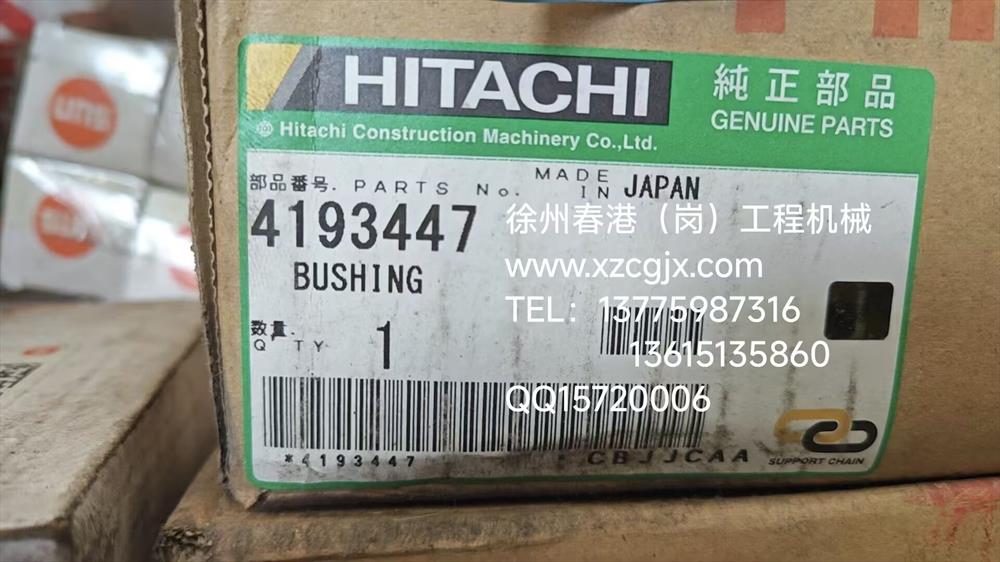 HITACHI
純正部品
GENUINE PARTS
Hitachi Construction Machinery Co.,Ltd.
部品番号. PARTS No.
MADE IN JAPAN
4193447
BUSHING
数量.
Q'TY
1
徐州春港（岗）工程机械
www.xzcgjx.com
TEL：13775987316
13615135860
QQ15720006
*4193447
CBJJCAA
SUPPORT CHAIN